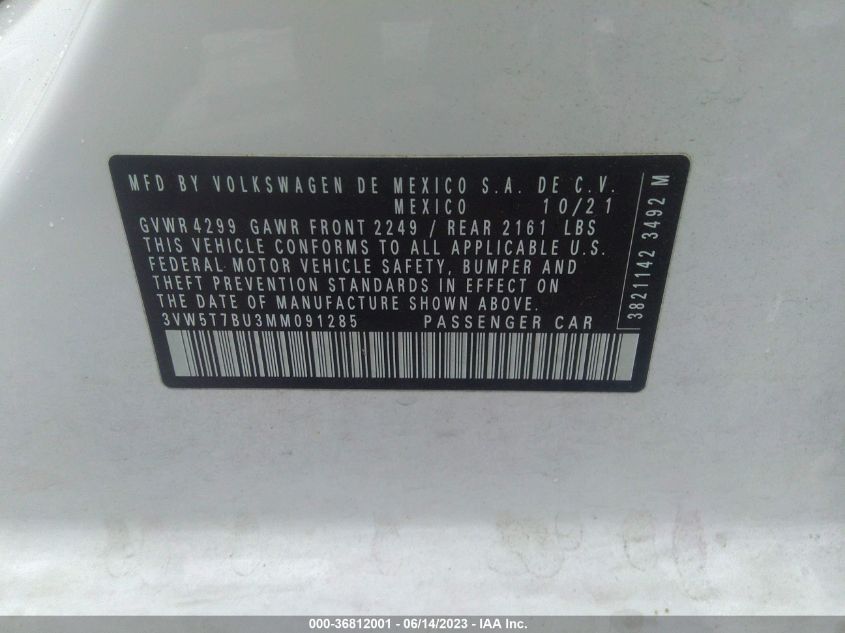 MFD BY VOLKSWAGEN DE MEXICO S.A. DE C.V.
MEXICO 10/21
GVWR 4299 GAWR FRONT 2249 / REAR 2161 LBS
THIS VEHICLE CONFORMS TO ALL APPLICABLE U.S.
FEDERAL MOTOR VEHICLE SAFETY, BUMPER AND
THEFT PREVENTION STANDARDS IN EFFECT ON
THE DATE OF MANUFACTURE SHOWN ABOVE.
3VW5T7BU3MM091285 PASSENGER CAR
3821142 3492 M
000-36812001 - 06/14/2023 - IAA Inc.